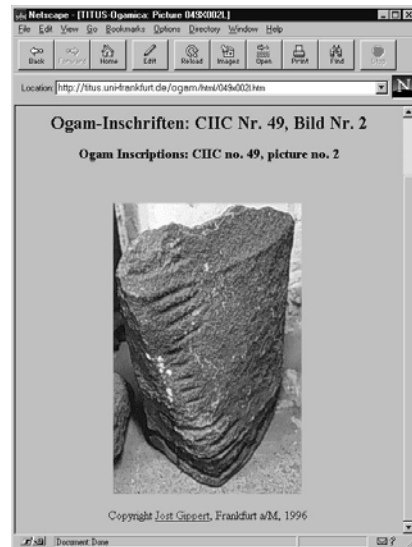 Netscape - [TITUS-Ogamica: Picture 049X002L]
File Edit View Go Bookmarks Options Directory Window Help
Back Forward Home Edit Reload Images Open Print Find Stop
Location: http://titus.uni-frankfurt.de/ogam/html/049x002l.htm
N
Ogam-Inschriften: CIIC Nr. 49, Bild Nr. 2
Ogam Inscriptions: CIIC no. 49, picture no. 2
Copyright Jost Gippert, Frankfurt a/M, 1996
Document: Done